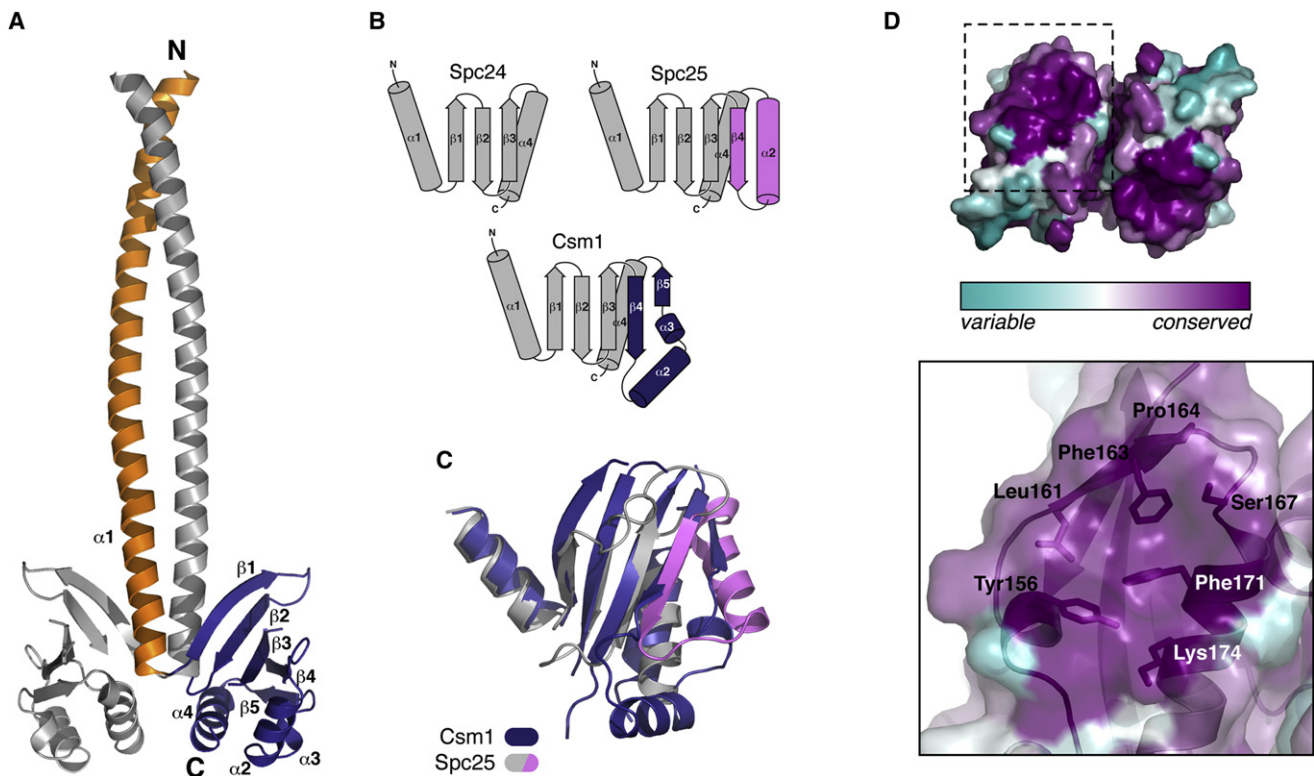 A
N
α1
β1
β2
β3
β4
β5
α4
α2
α3
C
B
Spc24
N
α1
β1
β2
β3
α4
C
Spc25
N
α1
β1
β2
β3
α4
β4
α2
C
Csm1
N
α1
β1
β2
β3
α4
β4
β5
α3
α2
C
C
Csm1
Spc25
D
variable conserved
Pro164
Phe163
Leu161
Ser167
Tyr156
Phe171
Lys174